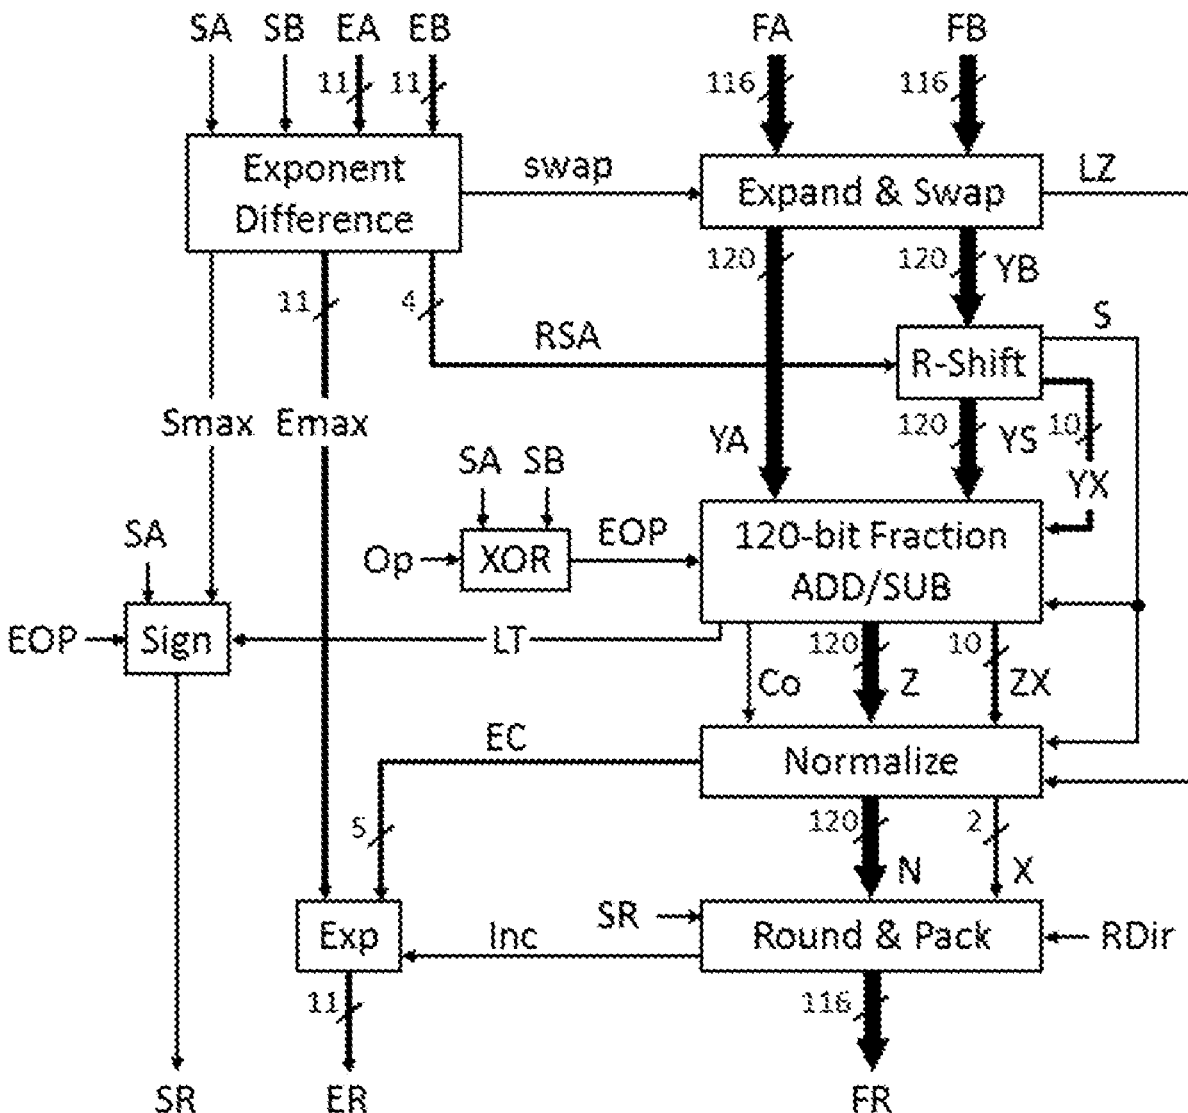 SA SB EA EB FA FB
11 11 116 116
Exponent
Difference
swap
Expand & Swap
LZ
11 4 120 120 YB
RSA
R-Shift
S
Smax Emax YA 120 YS 10 YX
SA SB
Op XOR EOP
120-bit Fraction
ADD/SUB
SA
EOP Sign LT
Co 120 Z 10 ZX
EC
Normalize
5 120 N 2 X
Exp Inc SR Round & Pack RDir
11 116
SR ER FR